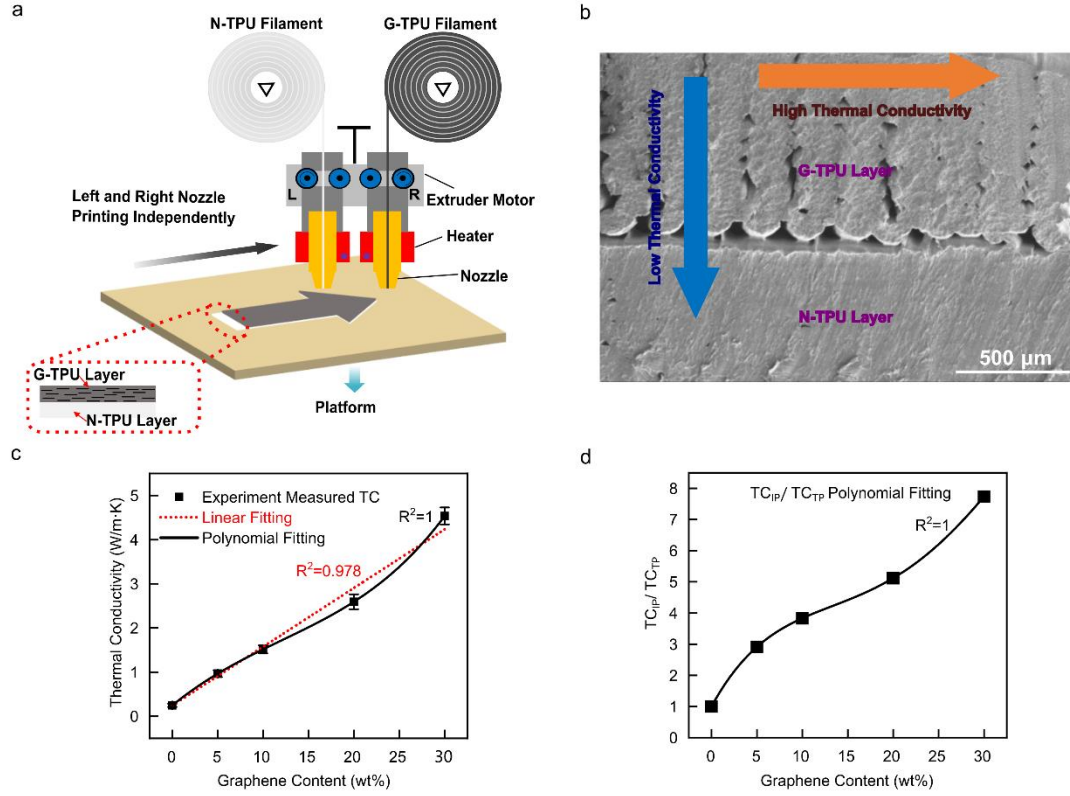 a
N-TPU Filament
G-TPU Filament
L
R
Extruder Motor
Left and Right Nozzle
Printing Independently
Heater
Nozzle
G-TPU Layer
N-TPU Layer
Platform
b
High Thermal Conductivity
Low Thermal Conductivity
G-TPU Layer
N-TPU Layer
500 µm
c
Experiment Measured TC
Linear Fitting
Polynomial Fitting
R²=1
R²=0.978
Thermal Conductivity (W/m·K)
5
4
3
2
1
0
0 5 10 15 20 25 30
Graphene Content (wt%)
d
TC_IP/ TC_TP Polynomial Fitting
R²=1
TC_IP/ TC_TP
8
7
6
5
4
3
2
1
0
0 5 10 15 20 25 30
Graphene Content (wt%)